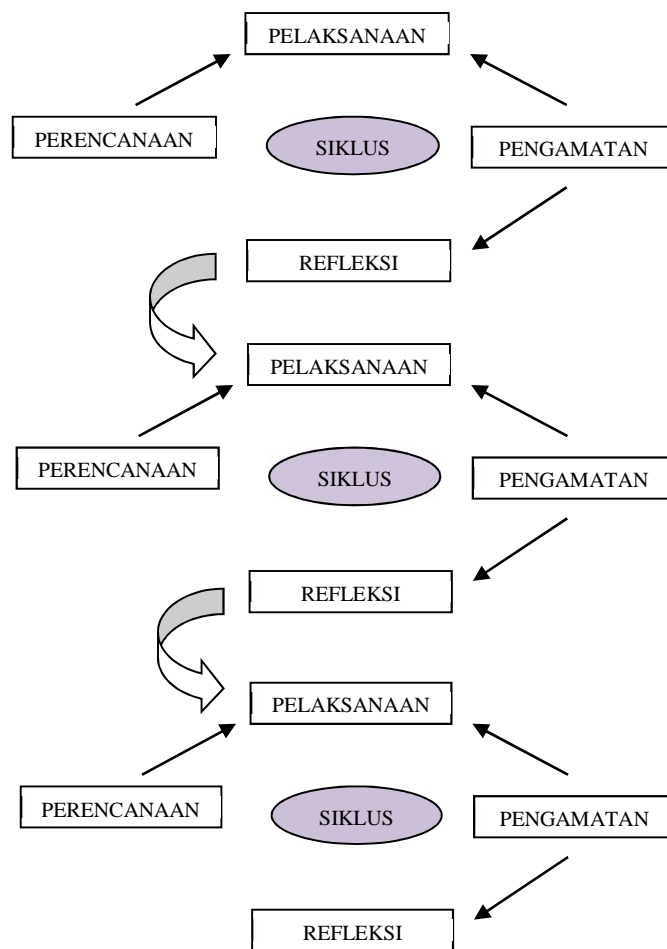 PELAKSANAAN
PERENCANAAN
SIKLUS
PENGAMATAN
REFLEKSI
PELAKSANAAN
PERENCANAAN
SIKLUS
PENGAMATAN
REFLEKSI
PELAKSANAAN
PERENCANAAN
SIKLUS
PENGAMATAN
REFLEKSI